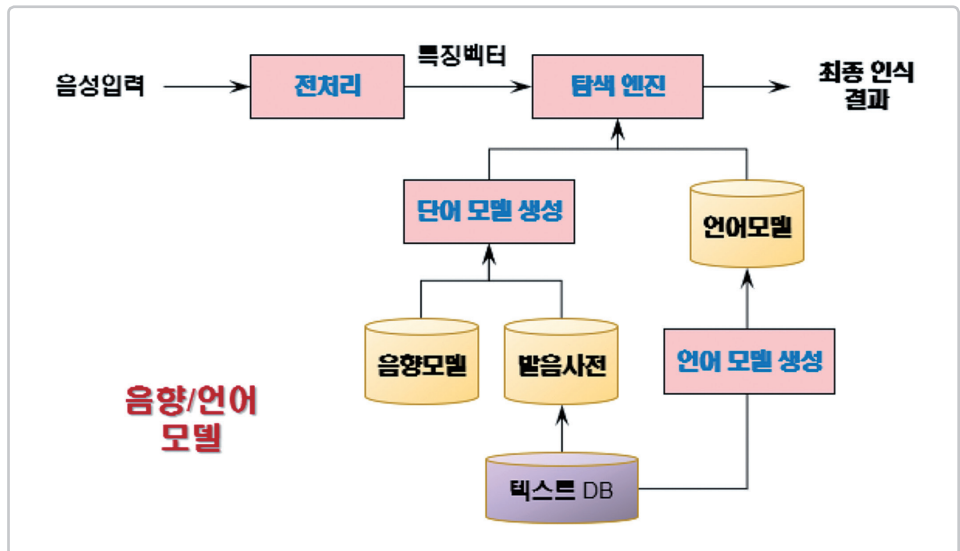 음성입력
전처리
특징벡터
탐색 엔진
최종 인식
결과
단어 모델 생성
언어모델
음향모델
발음사전
언어 모델 생성
음향/언어
모델
텍스트 DB